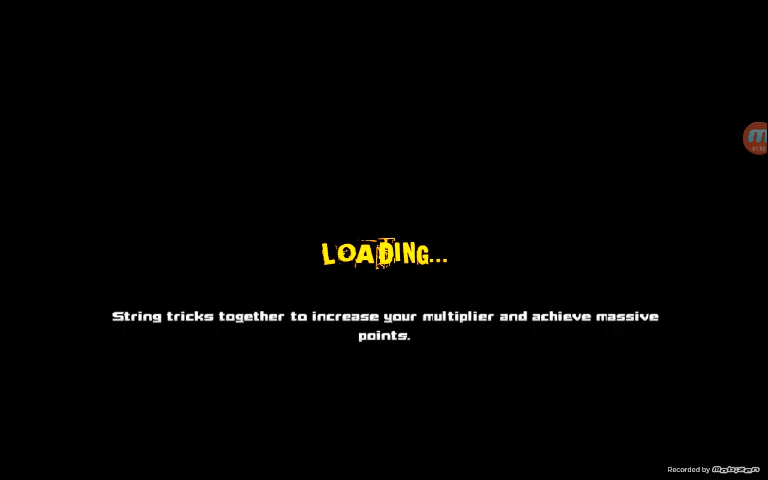 LOADING...
String tricks together to increase your multiplier and achieve massive
points.
Recorded by Mobizen